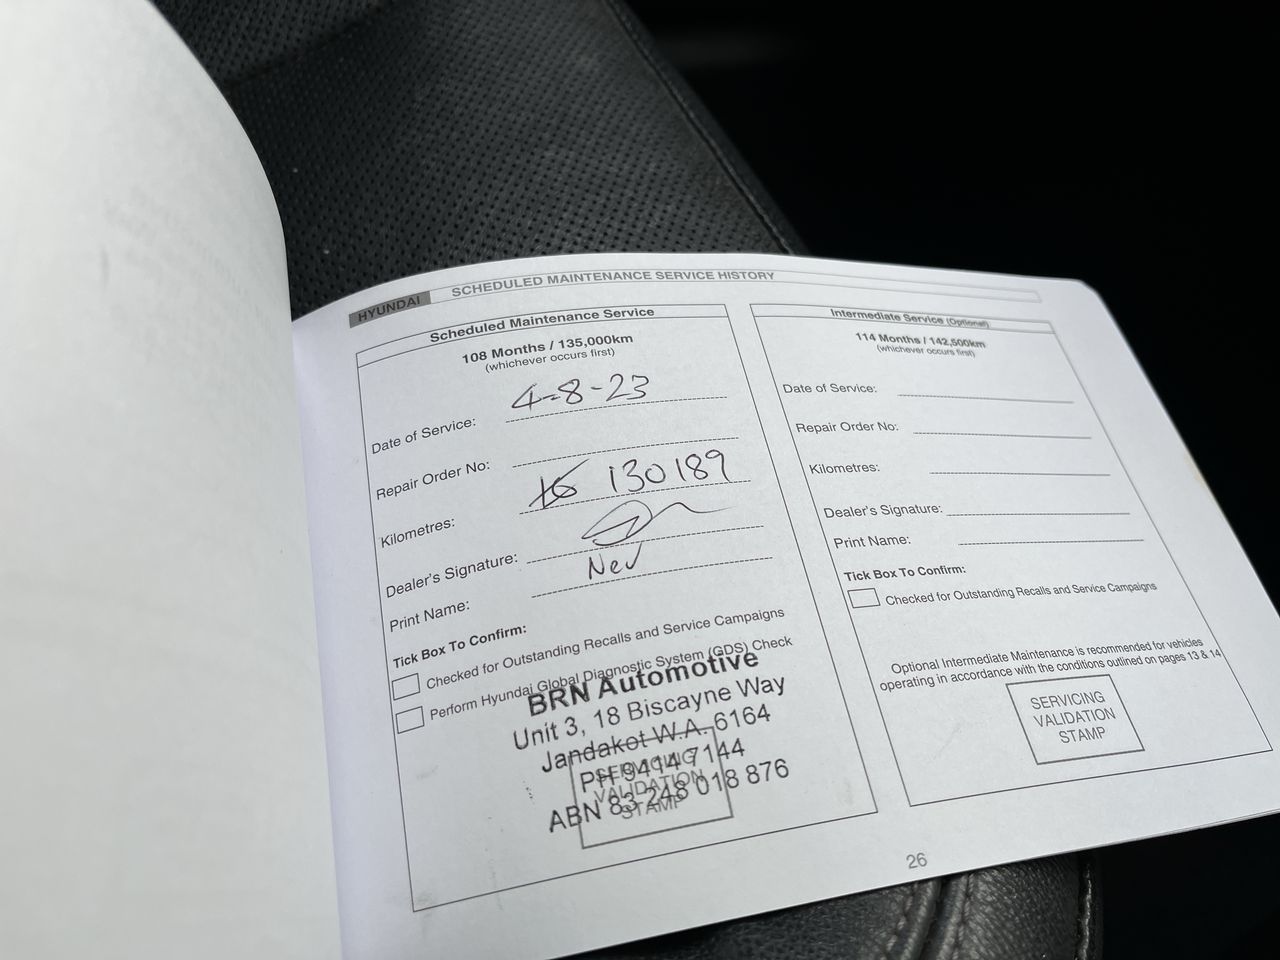 HYUNDAI SCHEDULED MAINTENANCE SERVICE HISTORY
Scheduled Maintenance Service
108 Months / 135,000km
(whichever occurs first)
Date of Service: 4-8-23
Repair Order No:
Kilometres: 130189
Dealer's Signature:
Print Name: Nev
Tick Box To Confirm:
Checked for Outstanding Recalls and Service Campaigns
Perform Hyundai Global Diagnostic System (GDS) Check
BRN Automotive
Unit 3, 18 Biscayne Way
Jandakot W.A. 6164
PH 9414 7144
ABN 83 248 018 876
SERVICING
VALIDATION
STAMP
Intermediate Service (Optional)
114 Months / 142,500km
(whichever occurs first)
Date of Service:
Repair Order No:
Kilometres:
Dealer's Signature:
Print Name:
Tick Box To Confirm:
Checked for Outstanding Recalls and Service Campaigns
Optional Intermediate Maintenance is recommended for vehicles
operating in accordance with the conditions outlined on pages 13 & 14
SERVICING
VALIDATION
STAMP
26